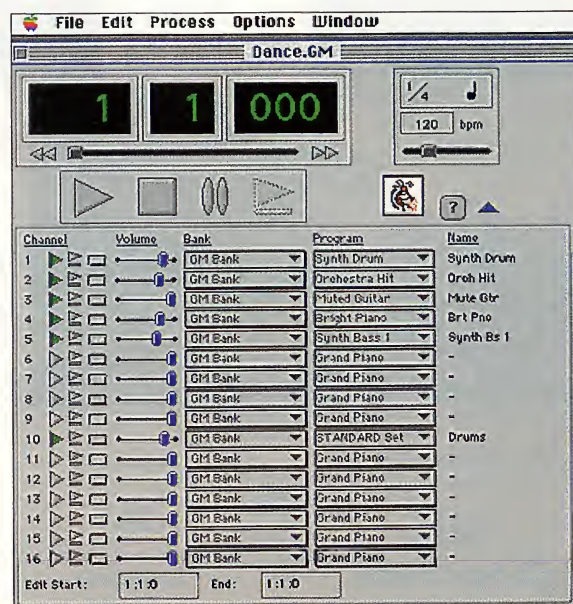 File Edit Process Options Window
Dance.GM
1 1 000
1/4
120 bpm
?
Channel Volume Bank Program Name
1 GM Bank Synth Drum Synth Drum
2 GM Bank Orchestra Hit Orch Hit
3 GM Bank Muted Guitar Mute Gtr
4 GM Bank Bright Piano Brt Pno
5 GM Bank Synth Bass 1 Synth Bs 1
6 GM Bank Grand Piano -
7 GM Bank Grand Piano -
8 GM Bank Grand Piano -
9 GM Bank Grand Piano -
10 GM Bank STANDARD Set Drums
11 GM Bank Grand Piano -
12 GM Bank Grand Piano -
13 GM Bank Grand Piano -
14 GM Bank Grand Piano -
15 GM Bank Grand Piano -
16 GM Bank Grand Piano -
Edit Start: 1:1:0 End: 1:1:0